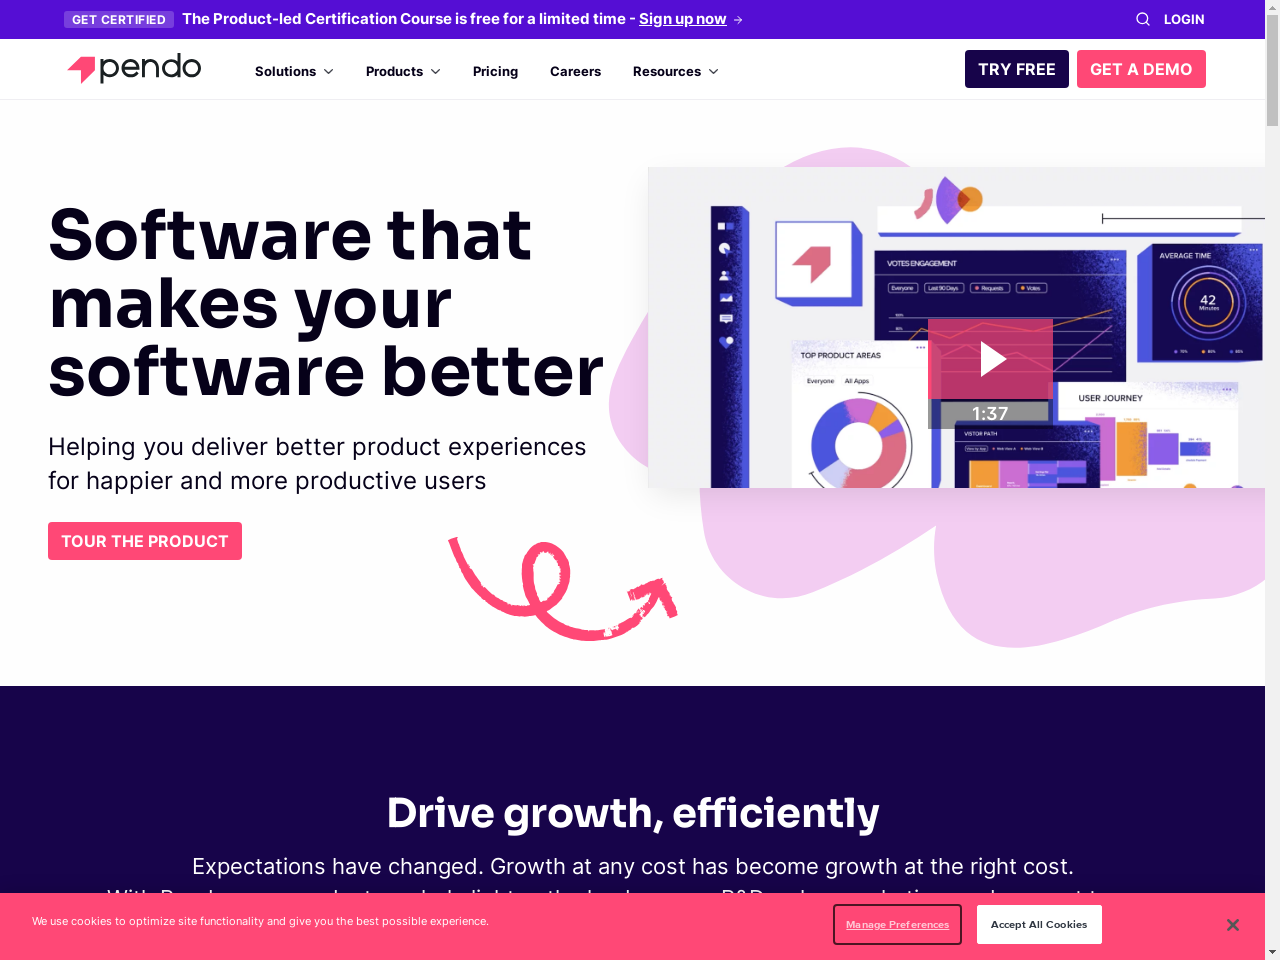 GET CERTIFIED The Product-led Certification Course is free for a limited time - Sign up now →
LOGIN
pendo
Solutions
Products
Pricing
Careers
Resources
TRY FREE
GET A DEMO
Software that
makes your
software better
Helping you deliver better product experiences
for happier and more productive users
TOUR THE PRODUCT
VOTES ENGAGEMENT
Everyone
Last 90 Days
Requests
Votes
AVERAGE TIME
42
Minutes
TOP PRODUCT AREAS
Everyone
All Apps
1:37
USER JOURNEY
VISTOR PATH
Drive growth, efficiently
Expectations have changed. Growth at any cost has become growth at the right cost.
We use cookies to optimize site functionality and give you the best possible experience.
Manage Preferences
Accept All Cookies